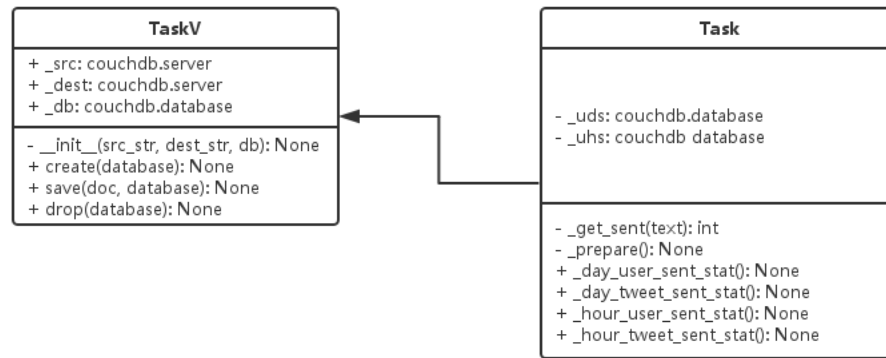 TaskV
+ _src: couchdb.server
+ _dest: couchdb.server
+ _db: couchdb.database
- __init__(src_str, dest_str, db): None
+ create(database): None
+ save(doc, database): None
+ drop(database): None
Task
- _uds: couchdb.database
- _uhs: couchdb database
- _get_sent(text): int
- _prepare(): None
+ _day_user_sent_stat(): None
+ _day_tweet_sent_stat(): None
+ _hour_user_sent_stat(): None
+ _hour_tweet_sent_stat(): None